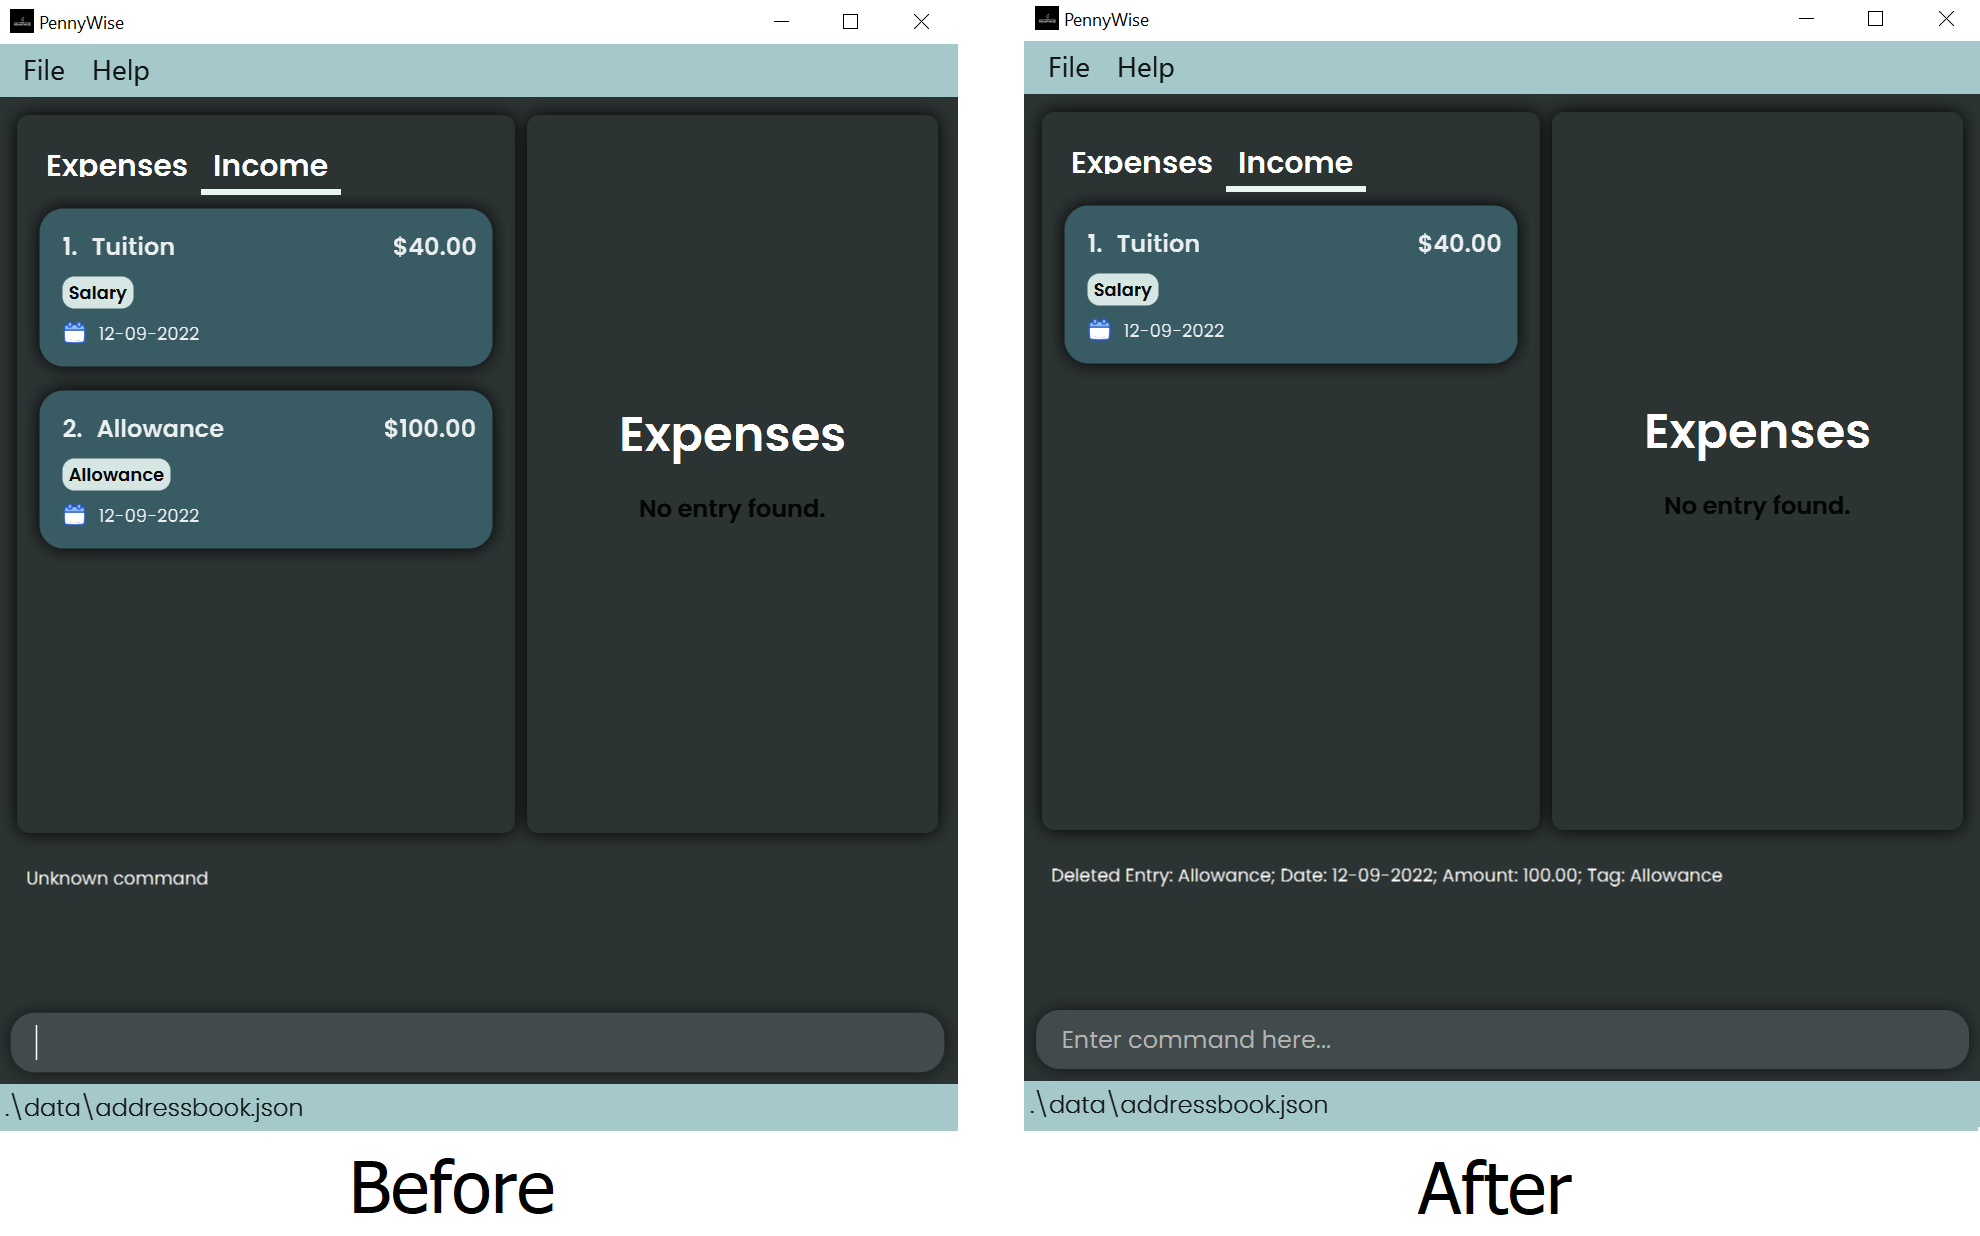 PennyWise
File Help
Expenses Income
1. Tuition $40.00
Salary
12-09-2022
2. Allowance $100.00
Allowance
12-09-2022
Expenses
No entry found.
Unknown command
.\data\addressbook.json
Before
PennyWise
File Help
Expenses Income
1. Tuition $40.00
Salary
12-09-2022
Expenses
No entry found.
Deleted Entry: Allowance; Date: 12-09-2022; Amount: 100.00; Tag: Allowance
Enter command here...
.\data\addressbook.json
After